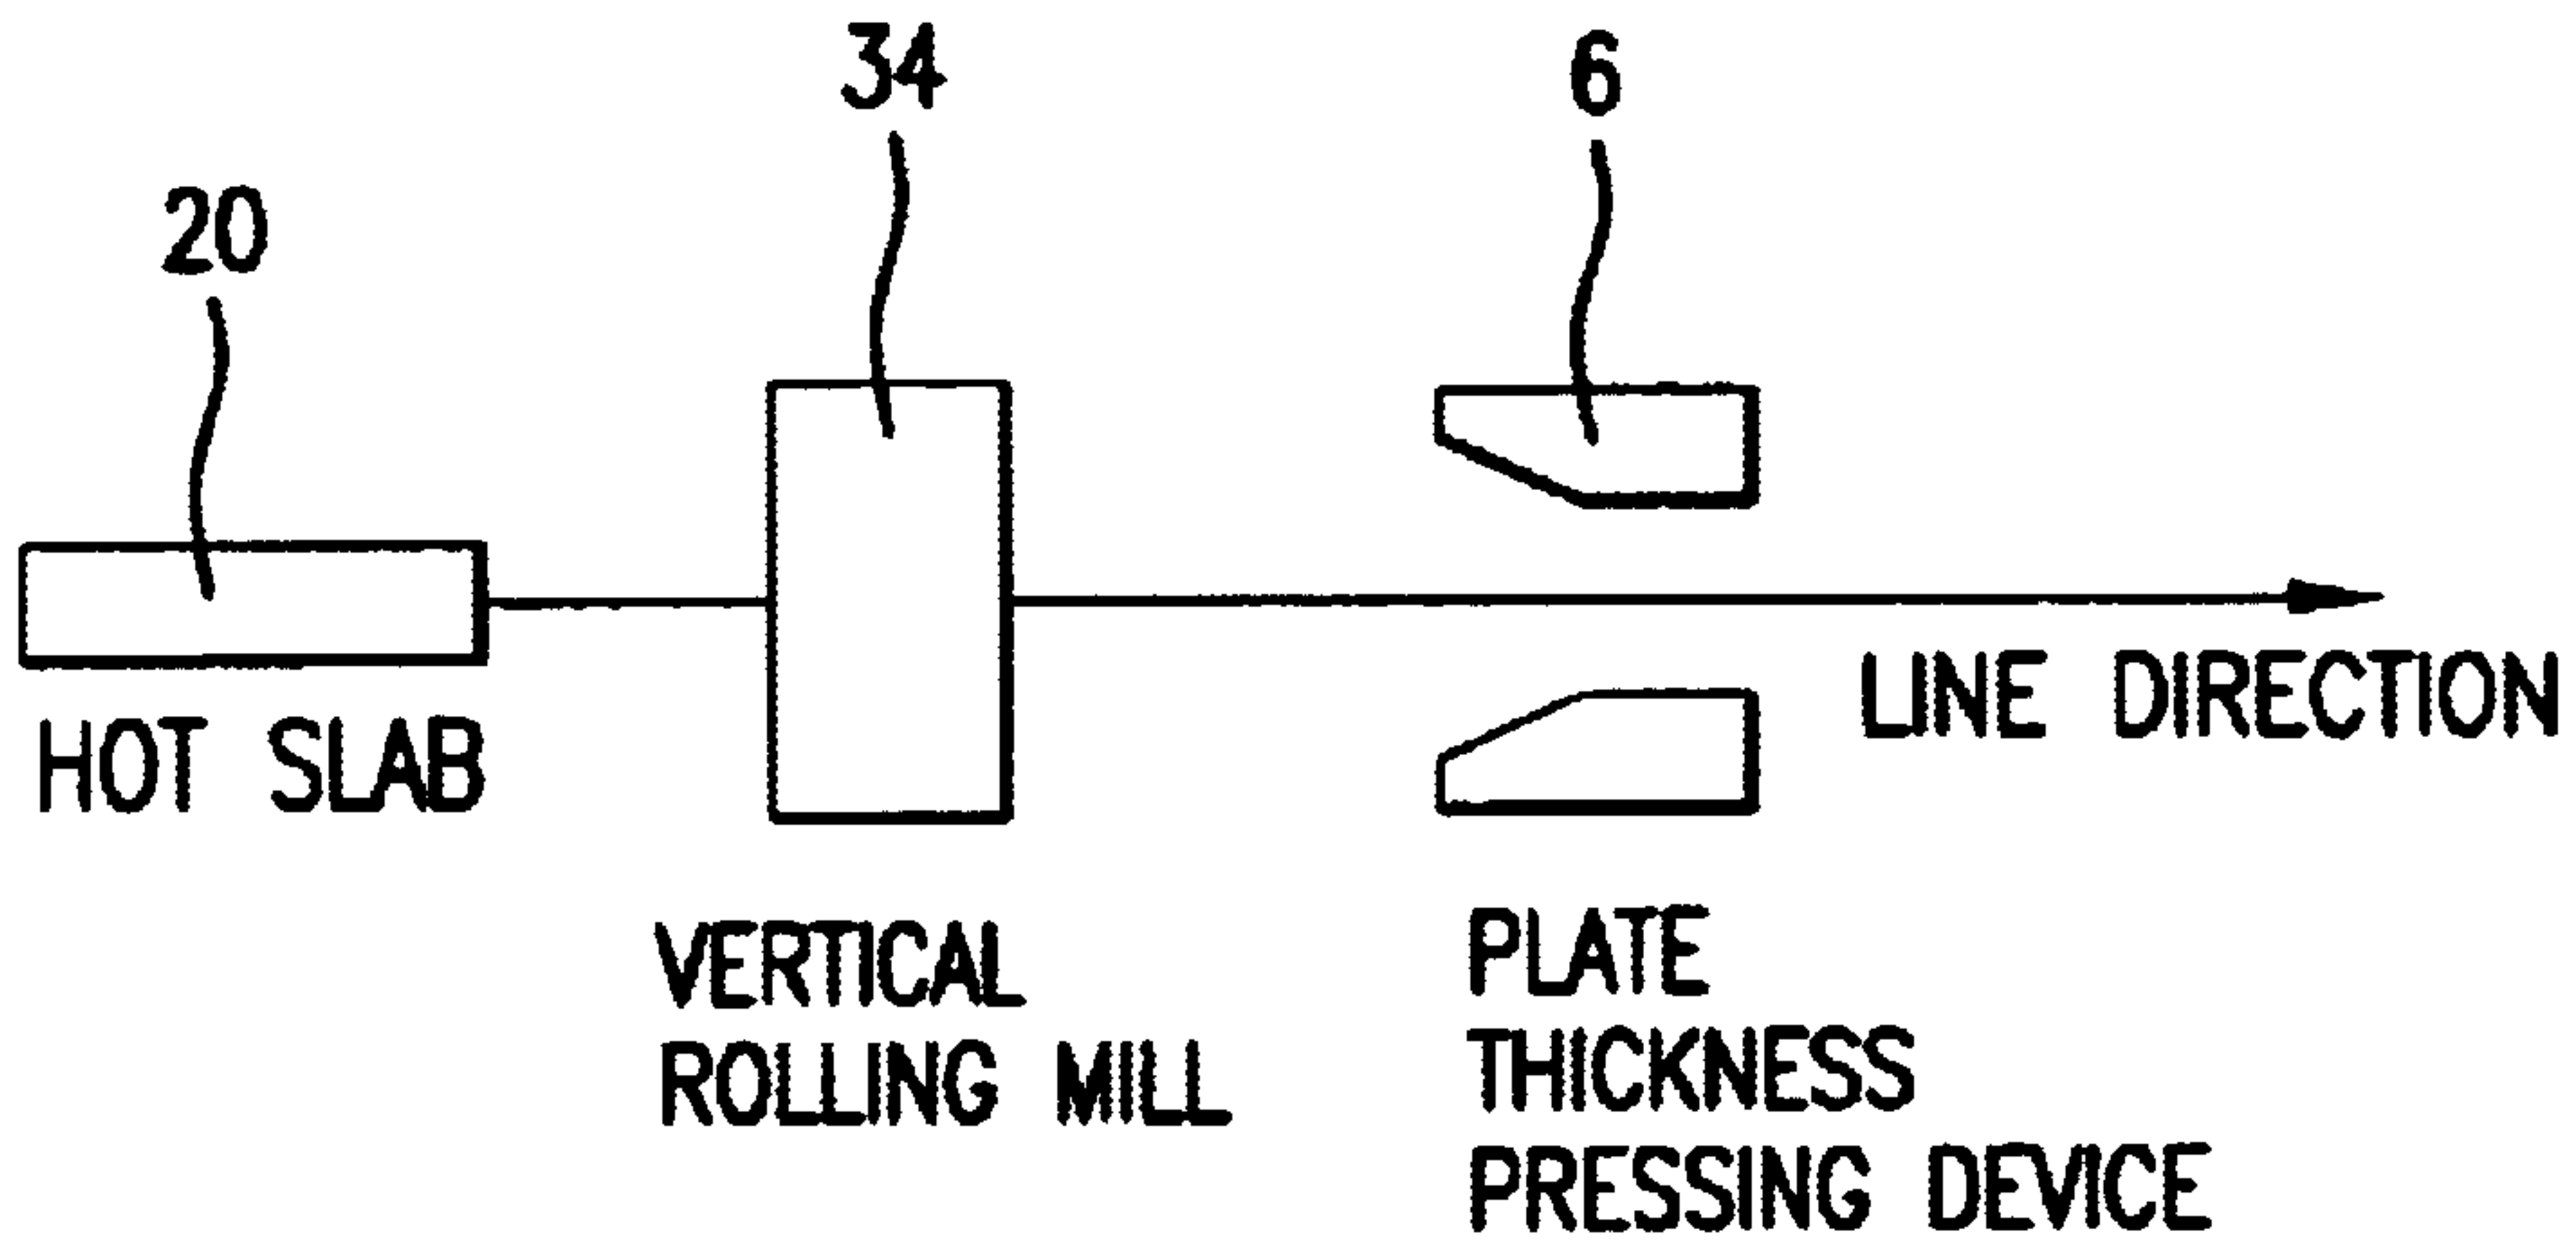 34
6
20
LINE DIRECTION
HOT SLAB
VERTICAL
ROLLING MILL
PLATE
THICKNESS
PRESSING DEVICE